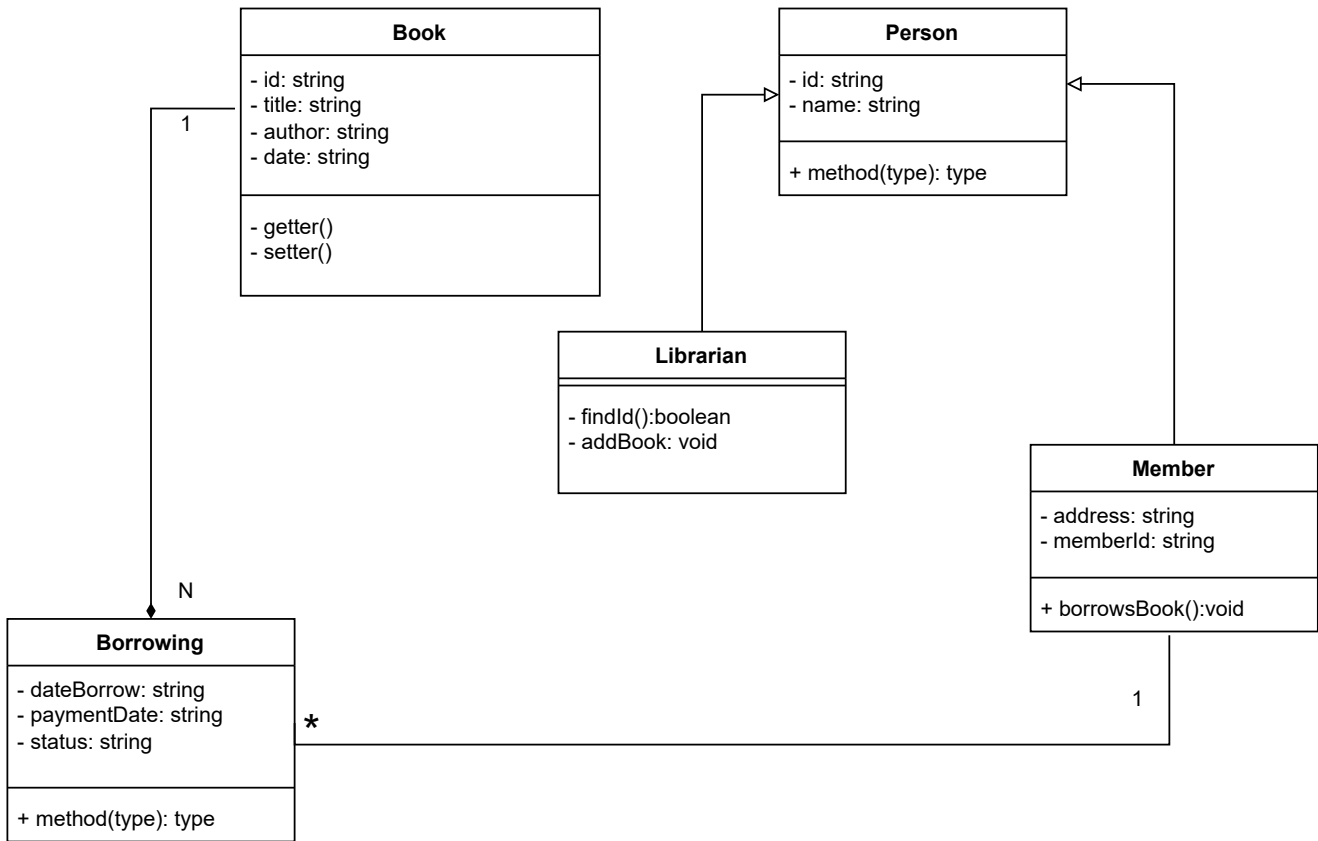 Book
- id: string
- title: string
- author: string
- date: string
- getter()
- setter()
Person
- id: string
- name: string
+ method(type): type
1
Librarian
- findId():boolean
- addBook: void
Member
- address: string
- memberId: string
+ borrowsBook():void
N
Borrowing
- dateBorrow: string
- paymentDate: string
- status: string
+ method(type): type
*
1